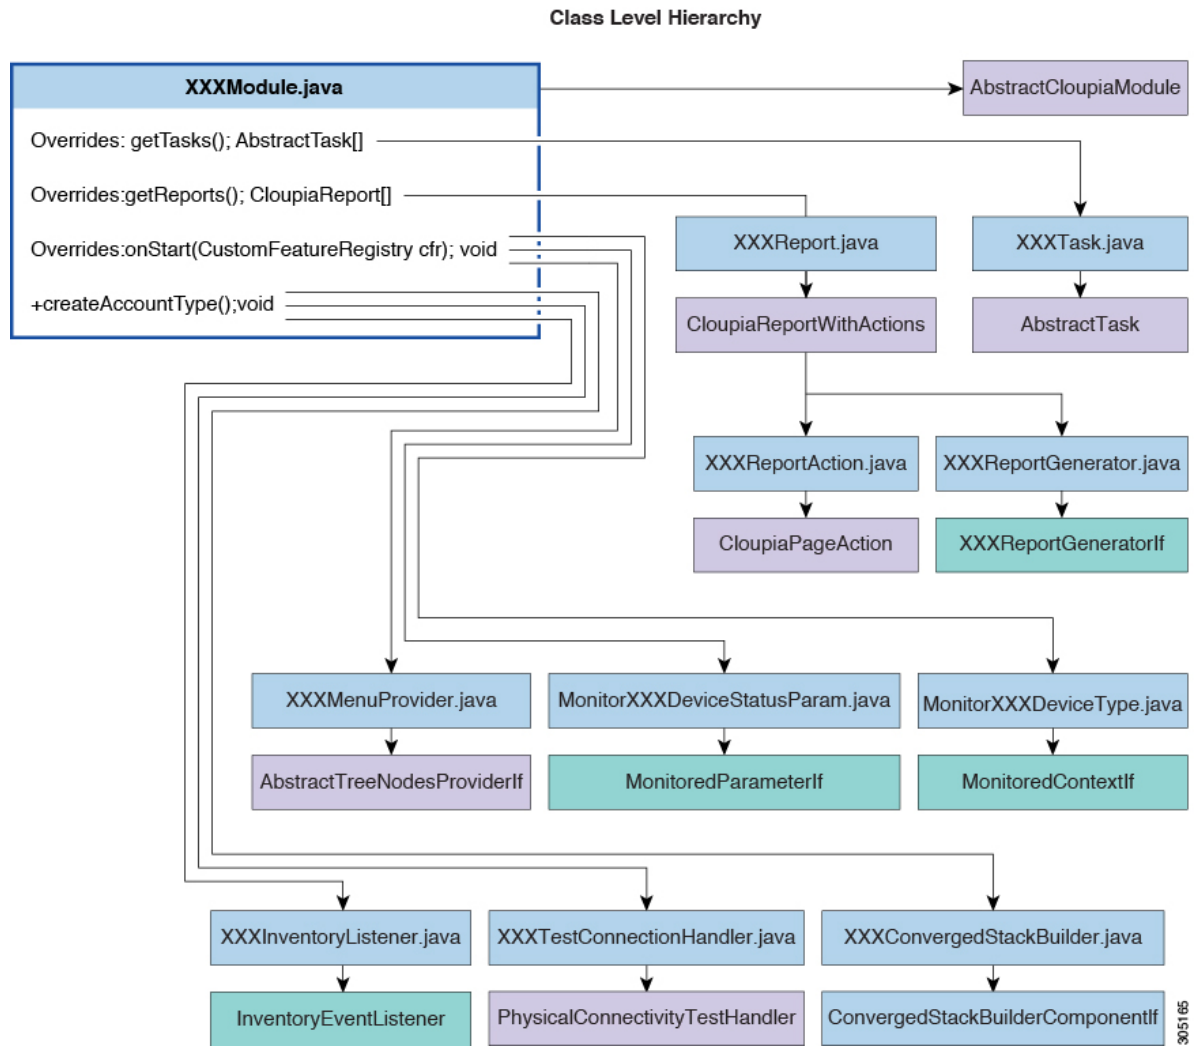 Class Level Hierarchy
XXXModule.java
AbstractCloupiaModule
Overrides: getTasks(); AbstractTask[]
Overrides:getReports(); CloupiaReport[]
Overrides:onStart(CustomFeatureRegistry cfr); void
+createAccountType();void
XXXReport.java
XXXTask.java
CloupiaReportWithActions
AbstractTask
XXXReportAction.java
XXXReportGenerator.java
CloupiaPageAction
XXXReportGeneratorIf
XXXMenuProvider.java
MonitorXXXDeviceStatusParam.java
MonitorXXXDeviceType.java
AbstractTreeNodesProviderIf
MonitoredParameterIf
MonitoredContextIf
XXXInventoryListener.java
XXXTestConnectionHandler.java
XXXConvergedStackBuilder.java
InventoryEventListener
PhysicalConnectivityTestHandler
ConvergedStackBuilderComponentIf
305165